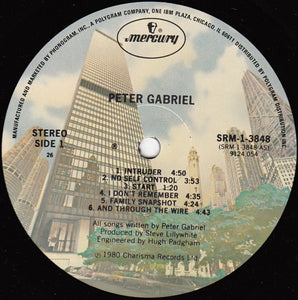 MANUFACTURED AND MARKETED BY PHONOGRAM, INC., A POLYGRAM COMPANY, ONE IBM PLAZA, CHICAGO, IL 60611 DISTRIBUTED BY POLYGRAM DISTRIBUTION, INC.
mercury
PETER GABRIEL
STEREO
SIDE 1
26
SRM-1-3848
(SRM 1 3848 AS)
9124 054
1. INTRUDER 4:50
2. NO SELF CONTROL 3:53
3. START 1:20
4. I DON'T REMEMBER 4:35
5. FAMILY SNAPSHOT 4:24
6. AND THROUGH THE WIRE 4:43
All songs written by Peter Gabriel
Produced by Steve Lillywhite
Engineered by Hugh Padgham
℗ 1980 Charisma Records Ltd